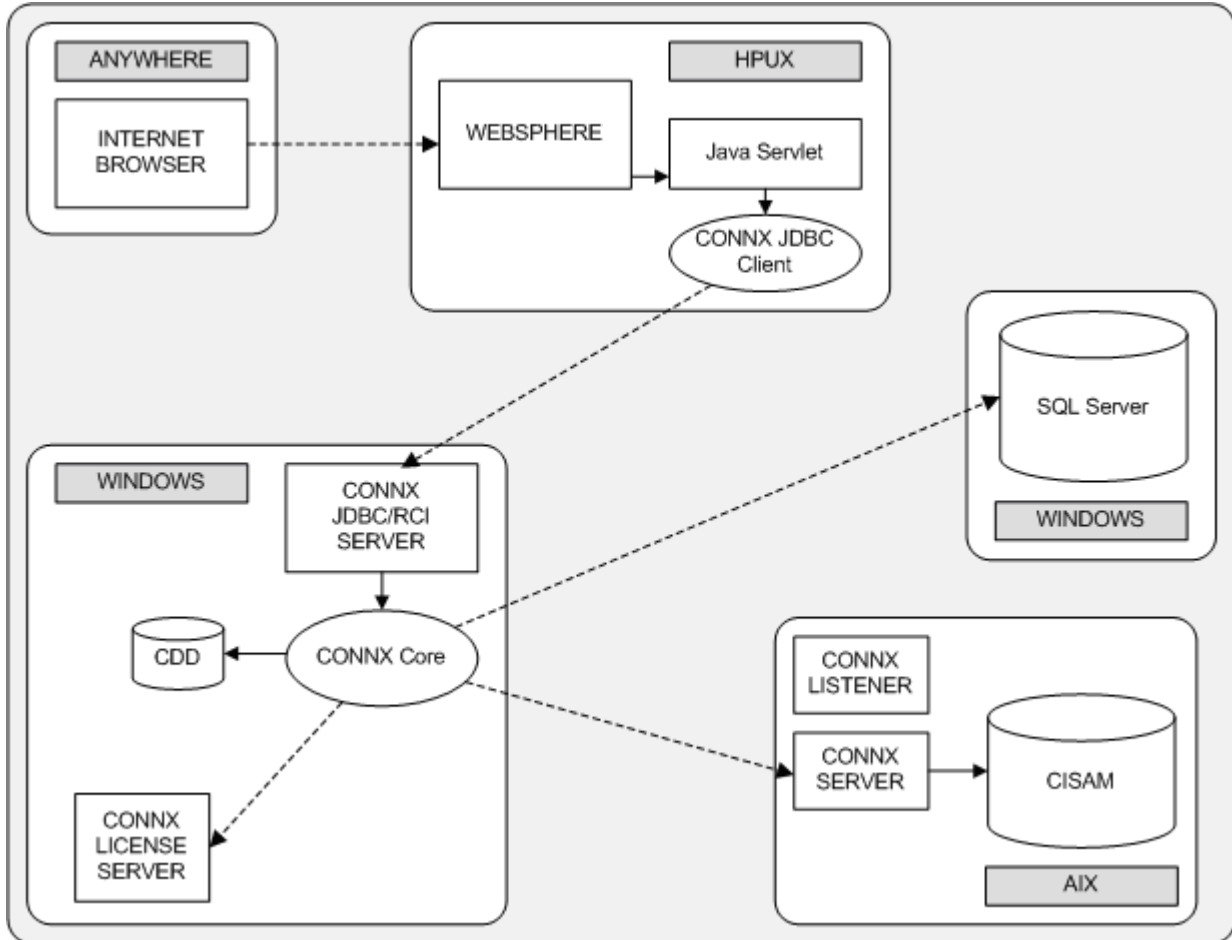 ANYWHERE
INTERNET
BROWSER
HPUX
WEBSPHERE
Java Servlet
CONNX JDBC
Client
SQL Server
WINDOWS
WINDOWS
CONNX
JDBC/RCI
SERVER
CDD
CONNX Core
CONNX
LICENSE
SERVER
CONNX
LISTENER
CONNX
SERVER
CISAM
AIX